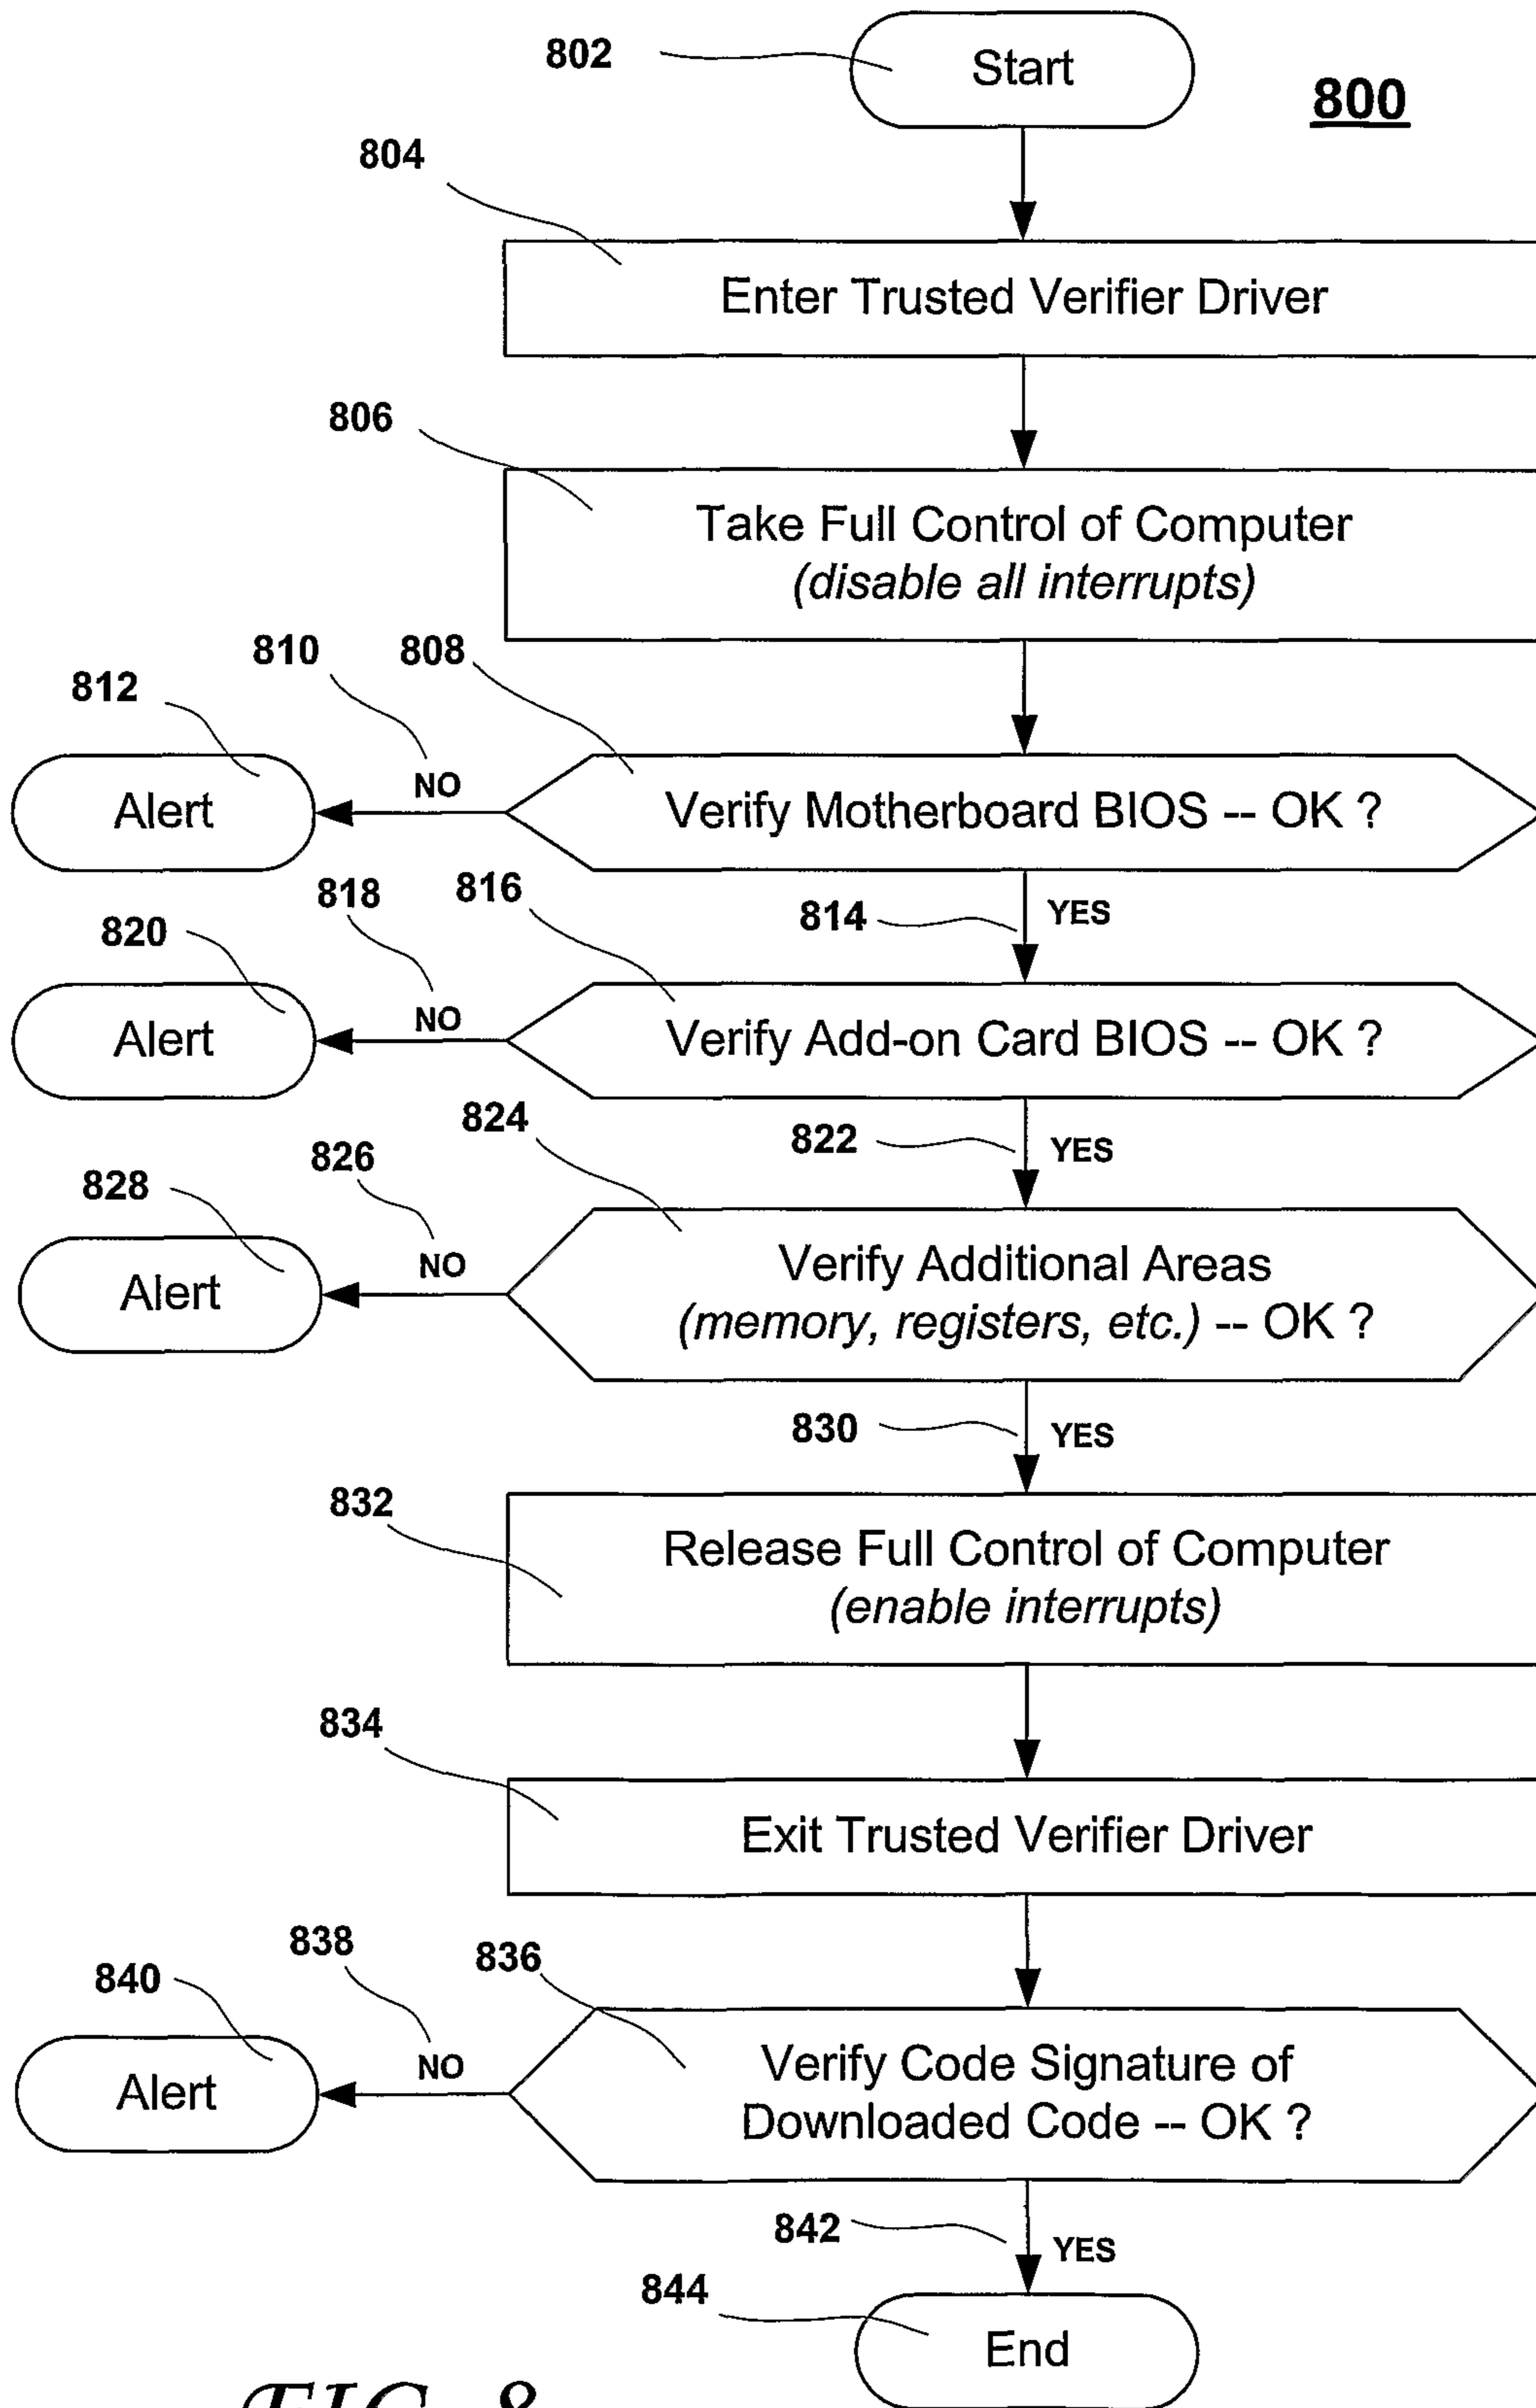 802
Start
800
804
Enter Trusted Verifier Driver
806
Take Full Control of Computer
(disable all interrupts)
810
808
812
Alert
NO
Verify Motherboard BIOS -- OK ?
814
YES
818
816
820
Alert
NO
Verify Add-on Card BIOS -- OK ?
822
YES
824
826
828
Alert
NO
Verify Additional Areas
(memory, registers, etc.) -- OK ?
830
YES
832
Release Full Control of Computer
(enable interrupts)
834
Exit Trusted Verifier Driver
838
836
840
Alert
NO
Verify Code Signature of
Downloaded Code -- OK ?
842
YES
844
End
FIG. 8